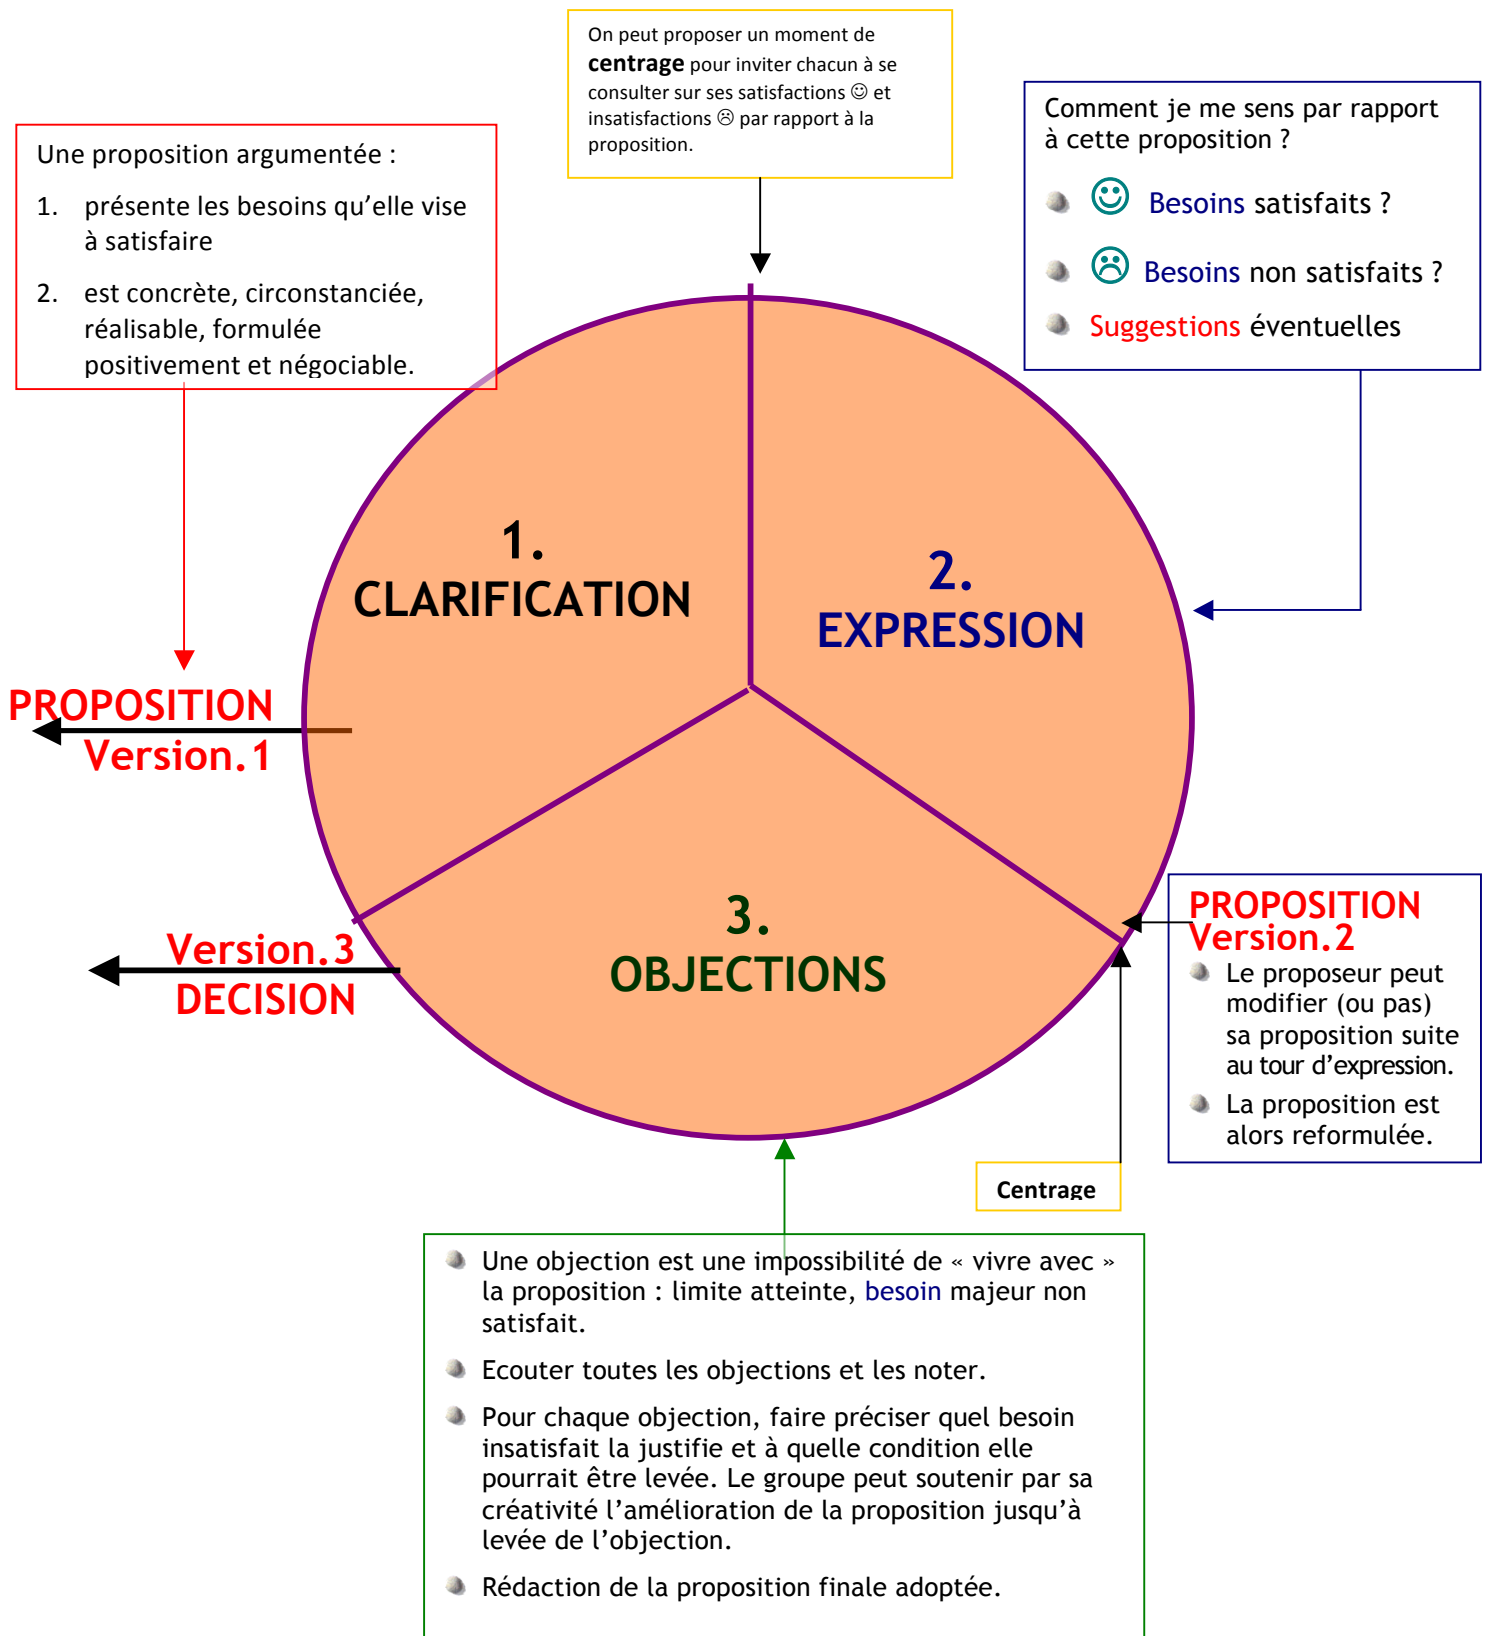 On peut proposer un moment de
centrage pour inviter chacun à se
consulter sur ses satisfactions ☺ et
insatisfactions ☹ par rapport à la
proposition.
Une proposition argumentée :
1. présente les besoins qu’elle vise
à satisfaire
2. est concrète, circonstanciée,
réalisable, formulée
positivement et négociable.
Comment je me sens par rapport
à cette proposition ?
☺ Besoins satisfaits ?
☹ Besoins non satisfaits ?
Suggestions éventuelles
1.
CLARIFICATION
2.
EXPRESSION
PROPOSITION
Version.1
3.
OBJECTIONS
Version.3
DECISION
PROPOSITION
Version.2
Le proposeur peut
modifier (ou pas)
sa proposition suite
au tour d’expression.
La proposition est
alors reformulée.
Centrage
Une objection est une impossibilité de « vivre avec »
la proposition : limite atteinte, besoin majeur non
satisfait.
Ecouter toutes les objections et les noter.
Pour chaque objection, faire préciser quel besoin
insatisfait la justifie et à quelle condition elle
pourrait être levée. Le groupe peut soutenir par sa
créativité l’amélioration de la proposition jusqu’à
levée de l’objection.
Rédaction de la proposition finale adoptée.